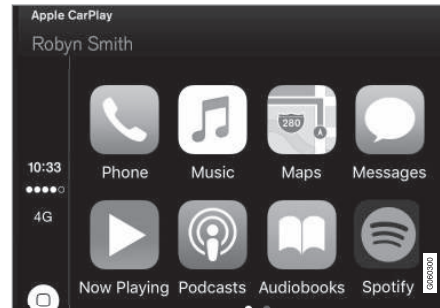 Apple CarPlay
Robyn Smith
280
Phone Music Maps Messages
10:33
4G
Now Playing Podcasts Audiobooks Spotify
G060300